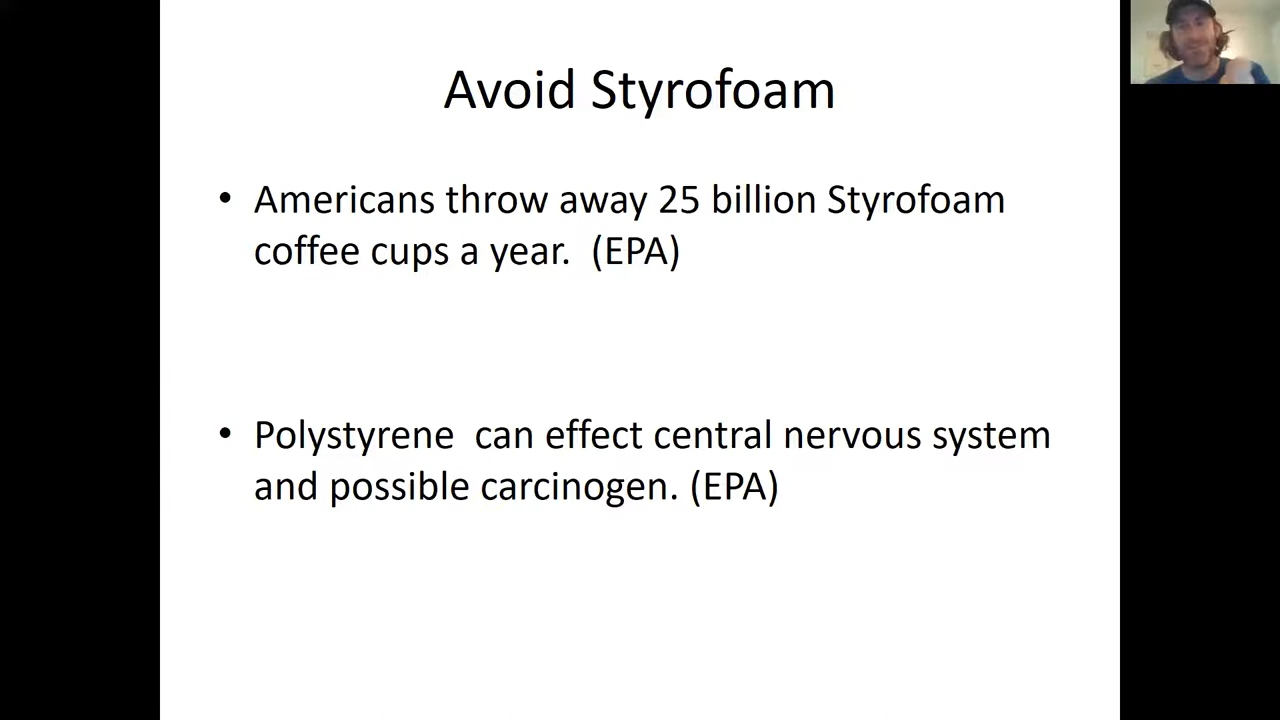 Avoid Styrofoam
• Americans throw away 25 billion Styrofoam
coffee cups a year.  (EPA)
• Polystyrene  can effect central nervous system
and possible carcinogen. (EPA)